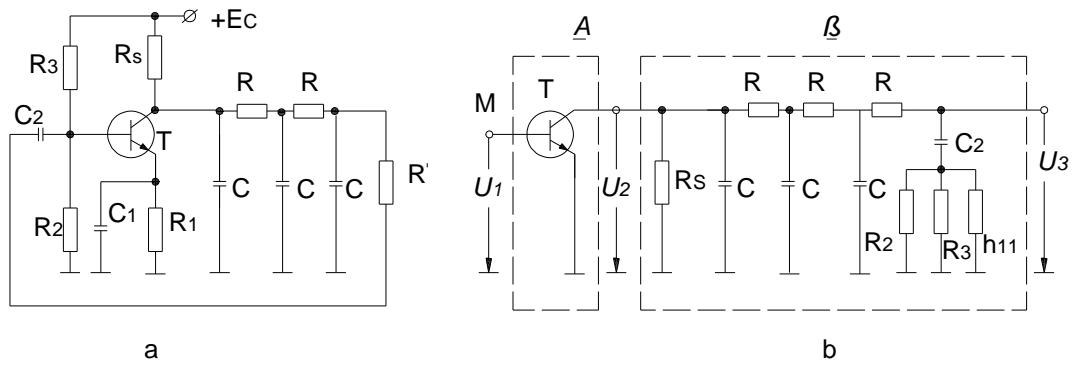 +EC
R3
RS
R R
C2
T
R'
R2 C1 R1 C C C
a
A ß
M T R R R
C2
U1 U2 RS C C C U3
R2 R3 h11
b